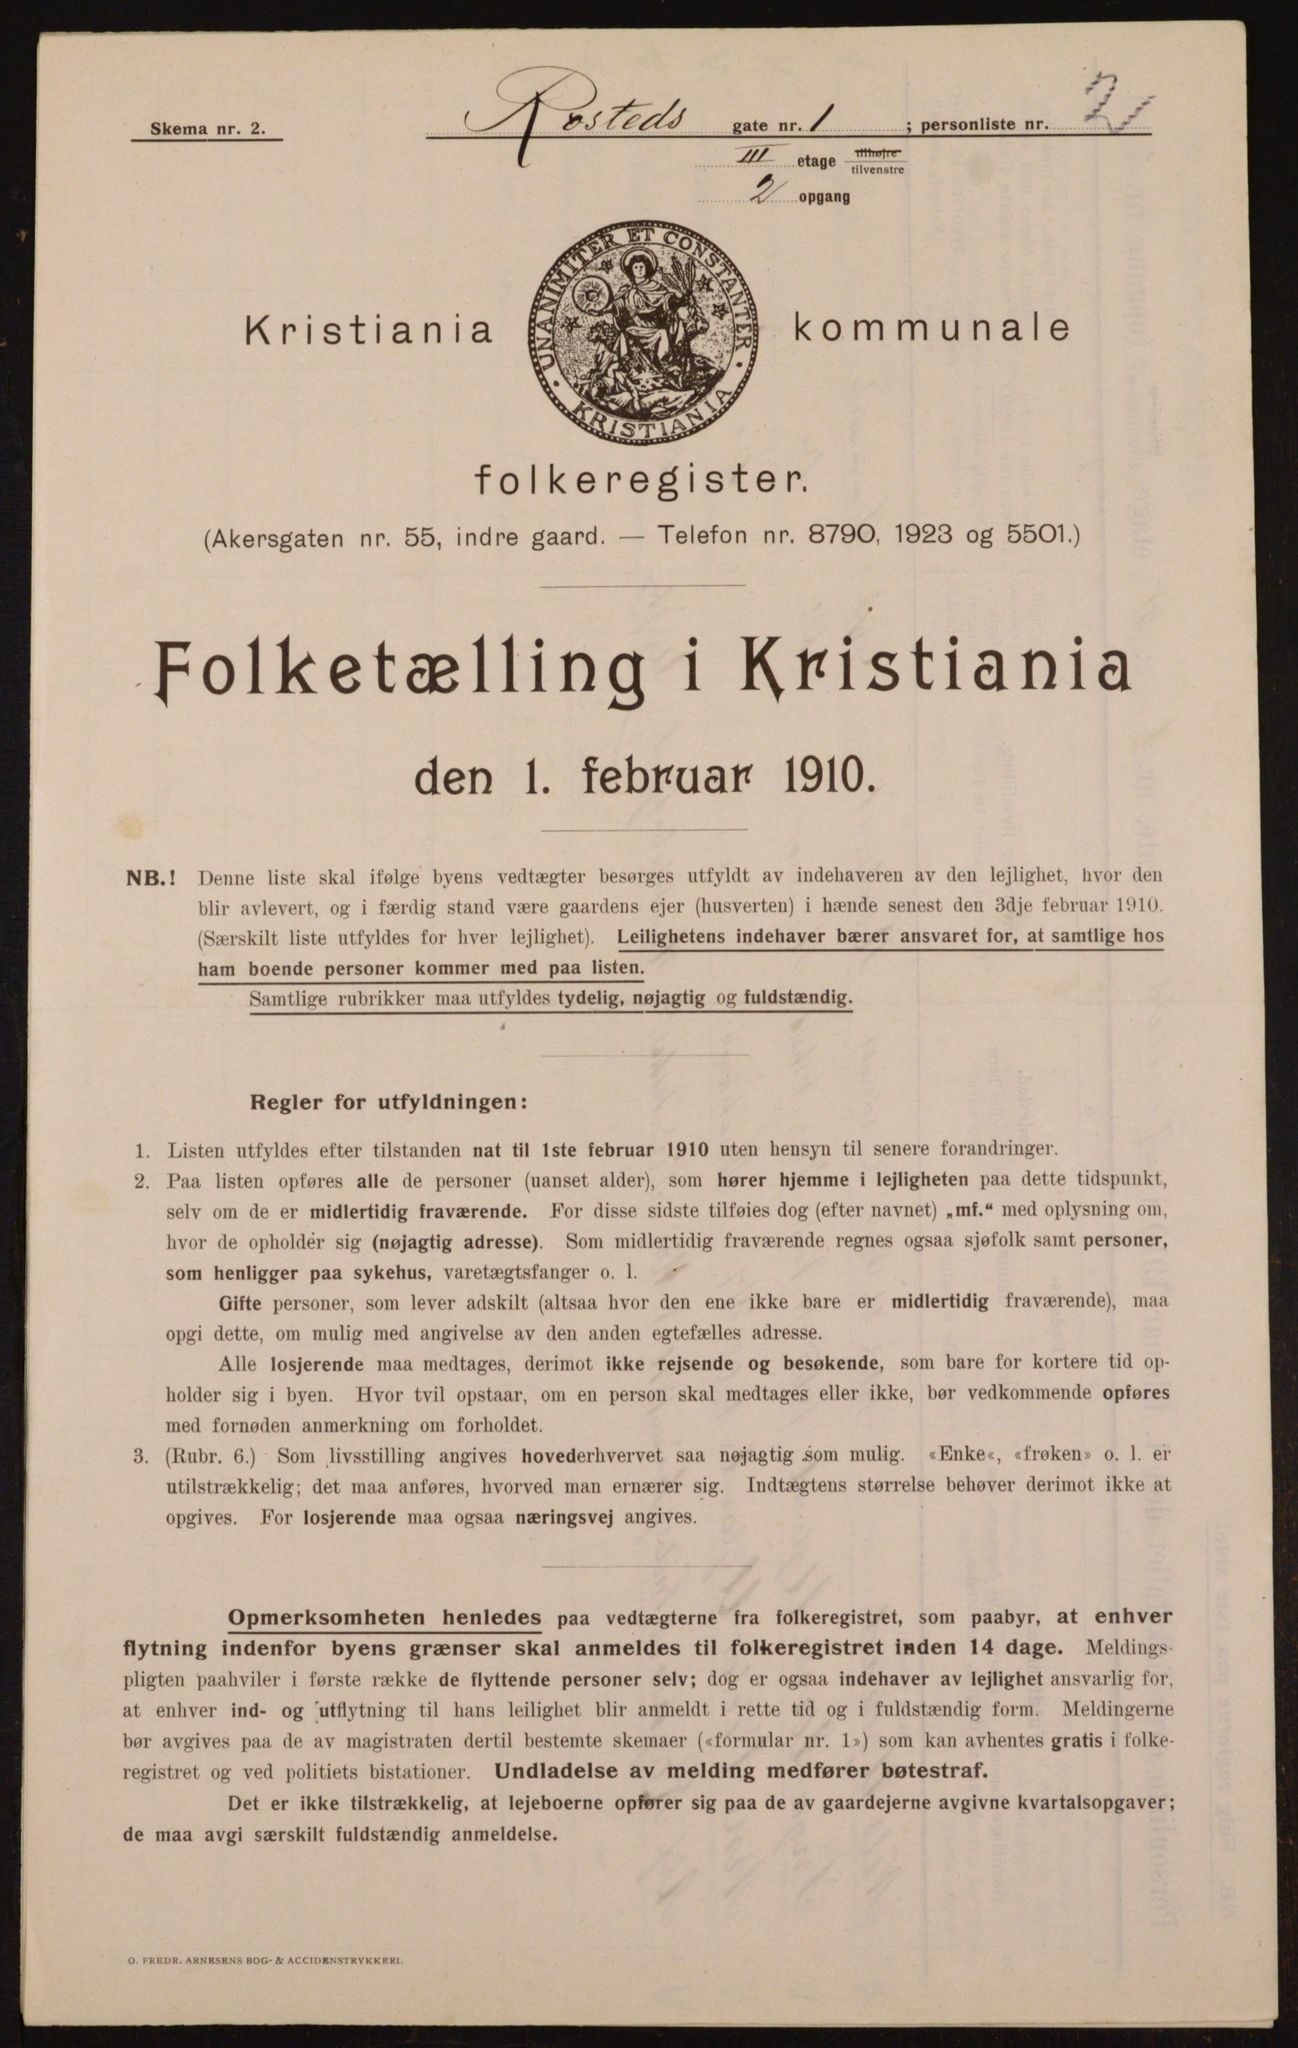 Skema nr. 2.
Rosteds gate nr. 1 ; personliste nr. 21
III etage tilhøjre
tilvenstre
2 opgang
UNANIMITER ET CONSTANTER
KRISTIANIA
Kristiania kommunale
folkeregister.
(Akersgaten nr. 55, indre gaard. — Telefon nr. 8790, 1923 og 5501.)
Folketælling i Kristiania
den 1. februar 1910.
NB.! Denne liste skal ifølge byens vedtægter besørges utfyldt av indehaveren av den lejlighet, hvor den
blir avlevert, og i færdig stand være gaardens ejer (husverten) i hænde senest den 3dje februar 1910.
(Særskilt liste utfyldes for hver lejlighet). Leilighetens indehaver bærer ansvaret for, at samtlige hos
ham boende personer kommer med paa listen.
Samtlige rubrikker maa utfyldes tydelig, nøjagtig og fuldstændig.
Regler for utfyldningen:
1. Listen utfyldes efter tilstanden nat til 1ste februar 1910 uten hensyn til senere forandringer.
2. Paa listen opføres alle de personer (uanset alder), som hører hjemme i lejligheten paa dette tidspunkt,
selv om de er midlertidig fraværende. For disse sidste tilføies dog (efter navnet) „mf.“ med oplysning om,
hvor de opholder sig (nøjagtig adresse). Som midlertidig fraværende regnes ogsaa sjøfolk samt personer,
som henligger paa sykehus, varetægtsfanger o. l.
Gifte personer, som lever adskilt (altsaa hvor den ene ikke bare er midlertidig fraværende), maa
opgi dette, om mulig med angivelse av den anden egtefælles adresse.
Alle losjerende maa medtages, derimot ikke rejsende og besøkende, som bare for kortere tid op-
holder sig i byen. Hvor tvil opstaar, om en person skal medtages eller ikke, bør vedkommende opføres
med fornøden anmerkning om forholdet.
3. (Rubr. 6.) Som livsstilling angives hovederhvervet saa nøjagtig som mulig. «Enke«, «frøken» o. l. er
utilstrækkelig; det maa anføres, hvorved man ernærer sig. Indtægtens størrelse behøver derimot ikke at
opgives. For losjerende maa ogsaa næringsvej angives.
Opmerksomheten henledes paa vedtægterne fra folkeregistret, som paabyr, at enhver
flytning indenfor byens grænser skal anmeldes til folkeregistret inden 14 dage. Meldings-
pligten paahviler i første række de flyttende personer selv; dog er ogsaa indehaver av lejlighet ansvarlig for,
at enhver ind- og utflytning til hans leilighet blir anmeldt i rette tid og i fuldstændig form. Meldingerne
bør avgives paa de av magistraten dertil bestemte skemaer («formular nr. 1») som kan avhentes gratis i folke-
registret og ved politiets bistationer. Undladelse av melding medfører bøtestraf.
Det er ikke tilstrækkelig, at lejeboerne opfører sig paa de av gaardejerne avgivne kvartalsopgaver;
de maa avgi særskilt fuldstændig anmeldelse.
O. FREDR. ARNESENS BOG- & ACCIDENSTRYKKERI.